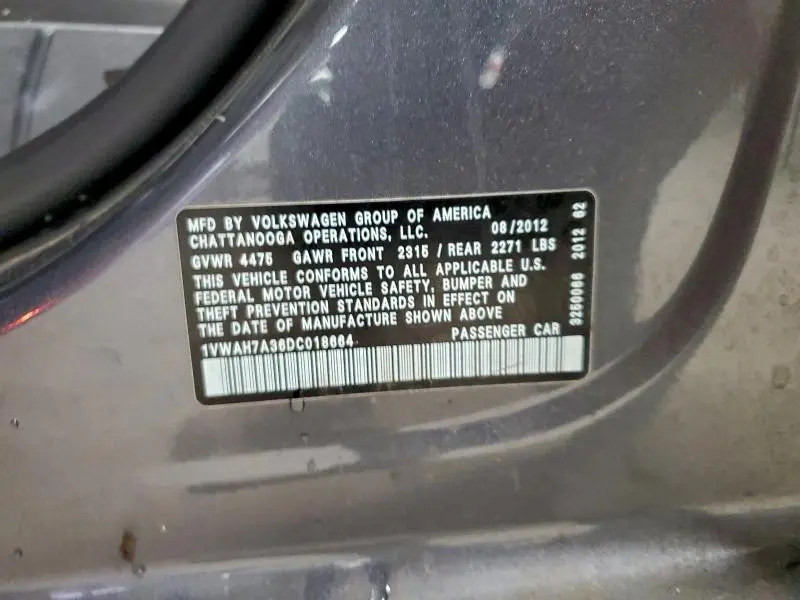 MFD BY VOLKSWAGEN GROUP OF AMERICA
CHATTANOOGA OPERATIONS, LLC. 08/2012
GVWR 4475 GAWR FRONT 2315 / REAR 2271 LBS
THIS VEHICLE CONFORMS TO ALL APPLICABLE U.S.
FEDERAL MOTOR VEHICLE SAFETY, BUMPER AND
THEFT PREVENTION STANDARDS IN EFFECT ON
THE DATE OF MANUFACTURE SHOWN ABOVE
1VWAH7A36DC018664 PASSENGER CAR
3250066 2012 62